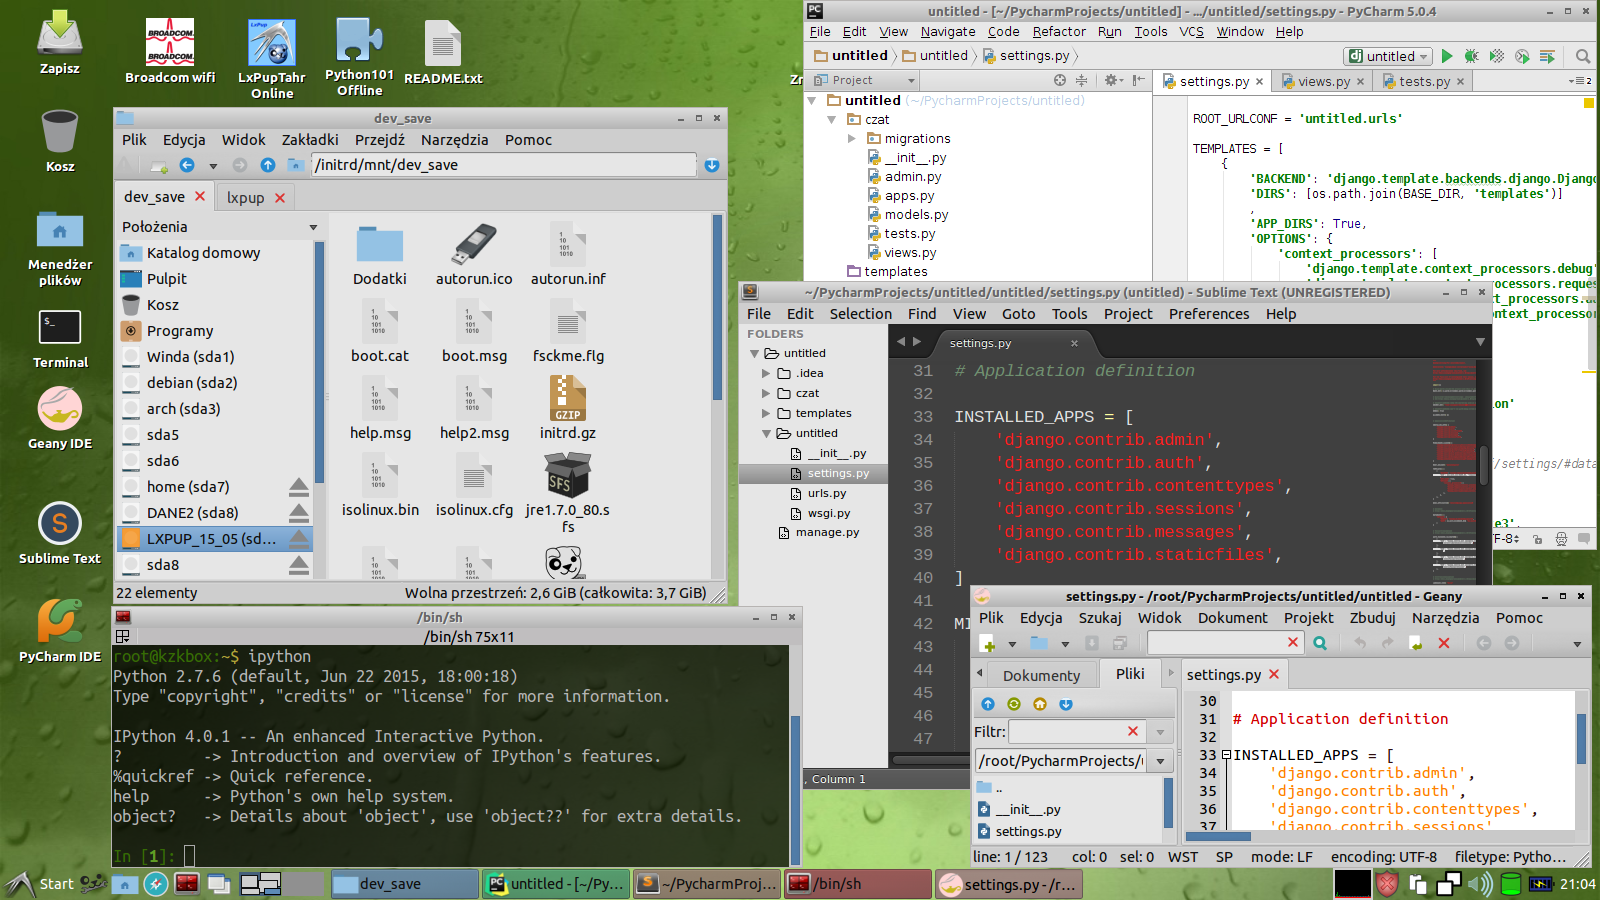 Zapisz
BROADCOM.
BROADCOM.
Broadcom wifi
LxPup
LxPupTahr
Online
Python101
Offline
README.txt
Kosz
Menedżer
plików
Terminal
Geany IDE
Sublime Text
PyCharm IDE
dev_save
Plik Edycja Widok Zakładki Przejdź Narzędzia Pomoc
/initrd/mnt/dev_save
dev_save lxpup
Położenia
Katalog domowy
Pulpit
Kosz
Programy
Winda (sda1)
debian (sda2)
arch (sda3)
sda5
sda6
home (sda7)
DANE2 (sda8)
LXPUP_15_05 (sd...
sda8
Dodatki autorun.ico autorun.inf
boot.cat boot.msg fsckme.flg
GZIP
help.msg help2.msg initrd.gz
SFS
isolinux.bin isolinux.cfg jre1.7.0_80.s
fs
22 elementy Wolna przestrzeń: 2,6 GiB (całkowita: 3,7 GiB)
/bin/sh
/bin/sh 75x11
root@kzkbox:~$ ipython
Python 2.7.6 (default, Jun 22 2015, 18:00:18)
Type "copyright", "credits" or "license" for more information.
IPython 4.0.1 -- An enhanced Interactive Python.
? -> Introduction and overview of IPython's features.
%quickref -> Quick reference.
help -> Python's own help system.
object? -> Details about 'object', use 'object??' for extra details.
In [1]:
PC untitled - [~/PycharmProjects/untitled] - .../untitled/settings.py - PyCharm 5.0.4
File Edit View Navigate Code Refactor Run Tools VCS Window Help
untitled untitled settings.py untitled
Project
settings.py views.py tests.py
untitled (~/PycharmProjects/untitled)
czat
migrations
__init__.py
admin.py
apps.py
models.py
tests.py
views.py
templates
ROOT_URLCONF = 'untitled.urls'
TEMPLATES = [
{
'BACKEND': 'django.template.backends.django.Django
'DIRS': [os.path.join(BASE_DIR, 'templates')]
,
'APP_DIRS': True,
'OPTIONS': {
'context_processors': [
'django.template.context_processors.debug'
xt_processors.reque
xt_processors.au
ontext_processors
ion'
/settings/#data
e3',
TF-8
~/PycharmProjects/untitled/untitled/settings.py (untitled) - Sublime Text (UNREGISTERED)
File Edit Selection Find View Goto Tools Project Preferences Help
FOLDERS
untitled
.idea
czat
templates
untitled
__init__.py
settings.py
urls.py
wsgi.py
manage.py
settings.py
31 # Application definition
32
33 INSTALLED_APPS = [
34 'django.contrib.admin',
35 'django.contrib.auth',
36 'django.contrib.contenttypes',
37 'django.contrib.sessions',
38 'django.contrib.messages',
39 'django.contrib.staticfiles',
40 ]
41
42
43
44
45
46
47
, Column 1
settings.py - /root/PycharmProjects/untitled/untitled - Geany
Plik Edycja Szukaj Widok Dokument Projekt Zbuduj Narzędzia Pomoc
Dokumenty Pliki
settings.py
Filtr:
/root/PycharmProjects/u
..
__init__.py
settings.py
30
31 # Application definition
32
33 INSTALLED_APPS = [
34 'django.contrib.admin',
35 'django.contrib.auth',
36 'django.contrib.contenttypes',
37 'django.contrib.sessions'
line: 1 / 123 col: 0 sel: 0 WST SP mode: LF encoding: UTF-8 filetype: Pytho...
Start dev_save untitled - [~/Py... ~/PycharmProj... /bin/sh settings.py - /r... 21:04